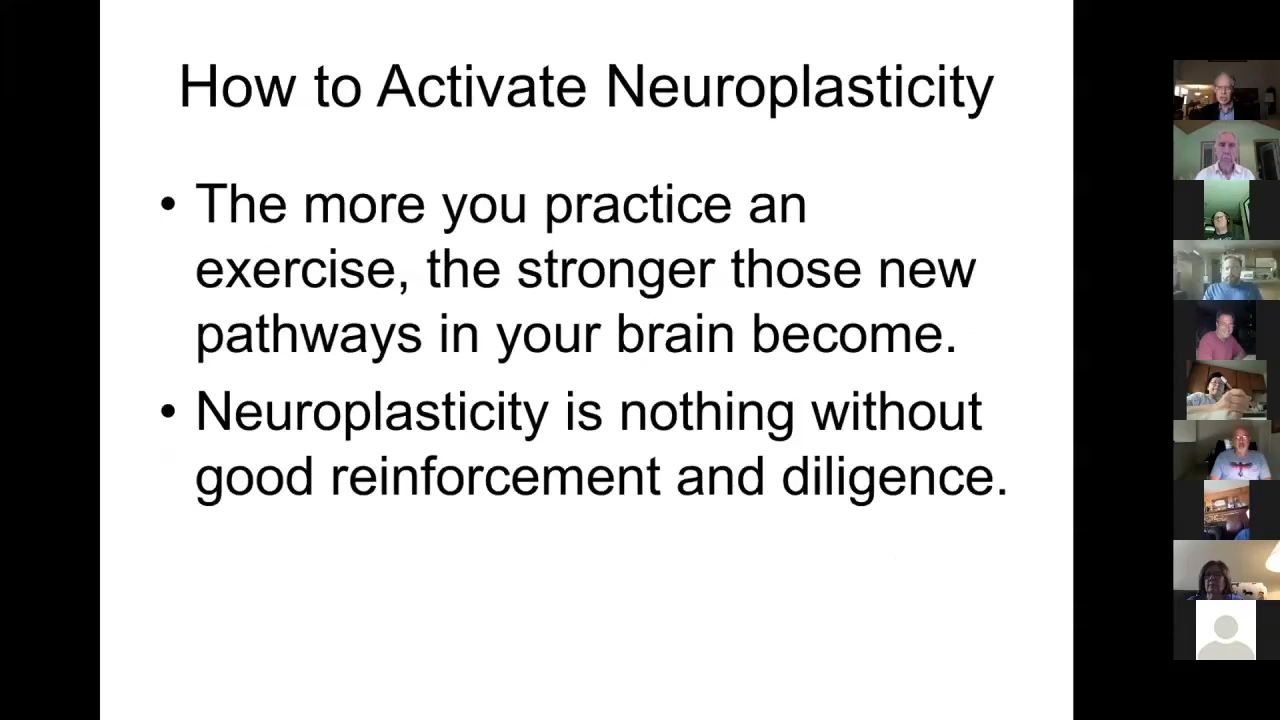 How to Activate Neuroplasticity
• The more you practice an
exercise, the stronger those new
pathways in your brain become.
• Neuroplasticity is nothing without
good reinforcement and diligence.